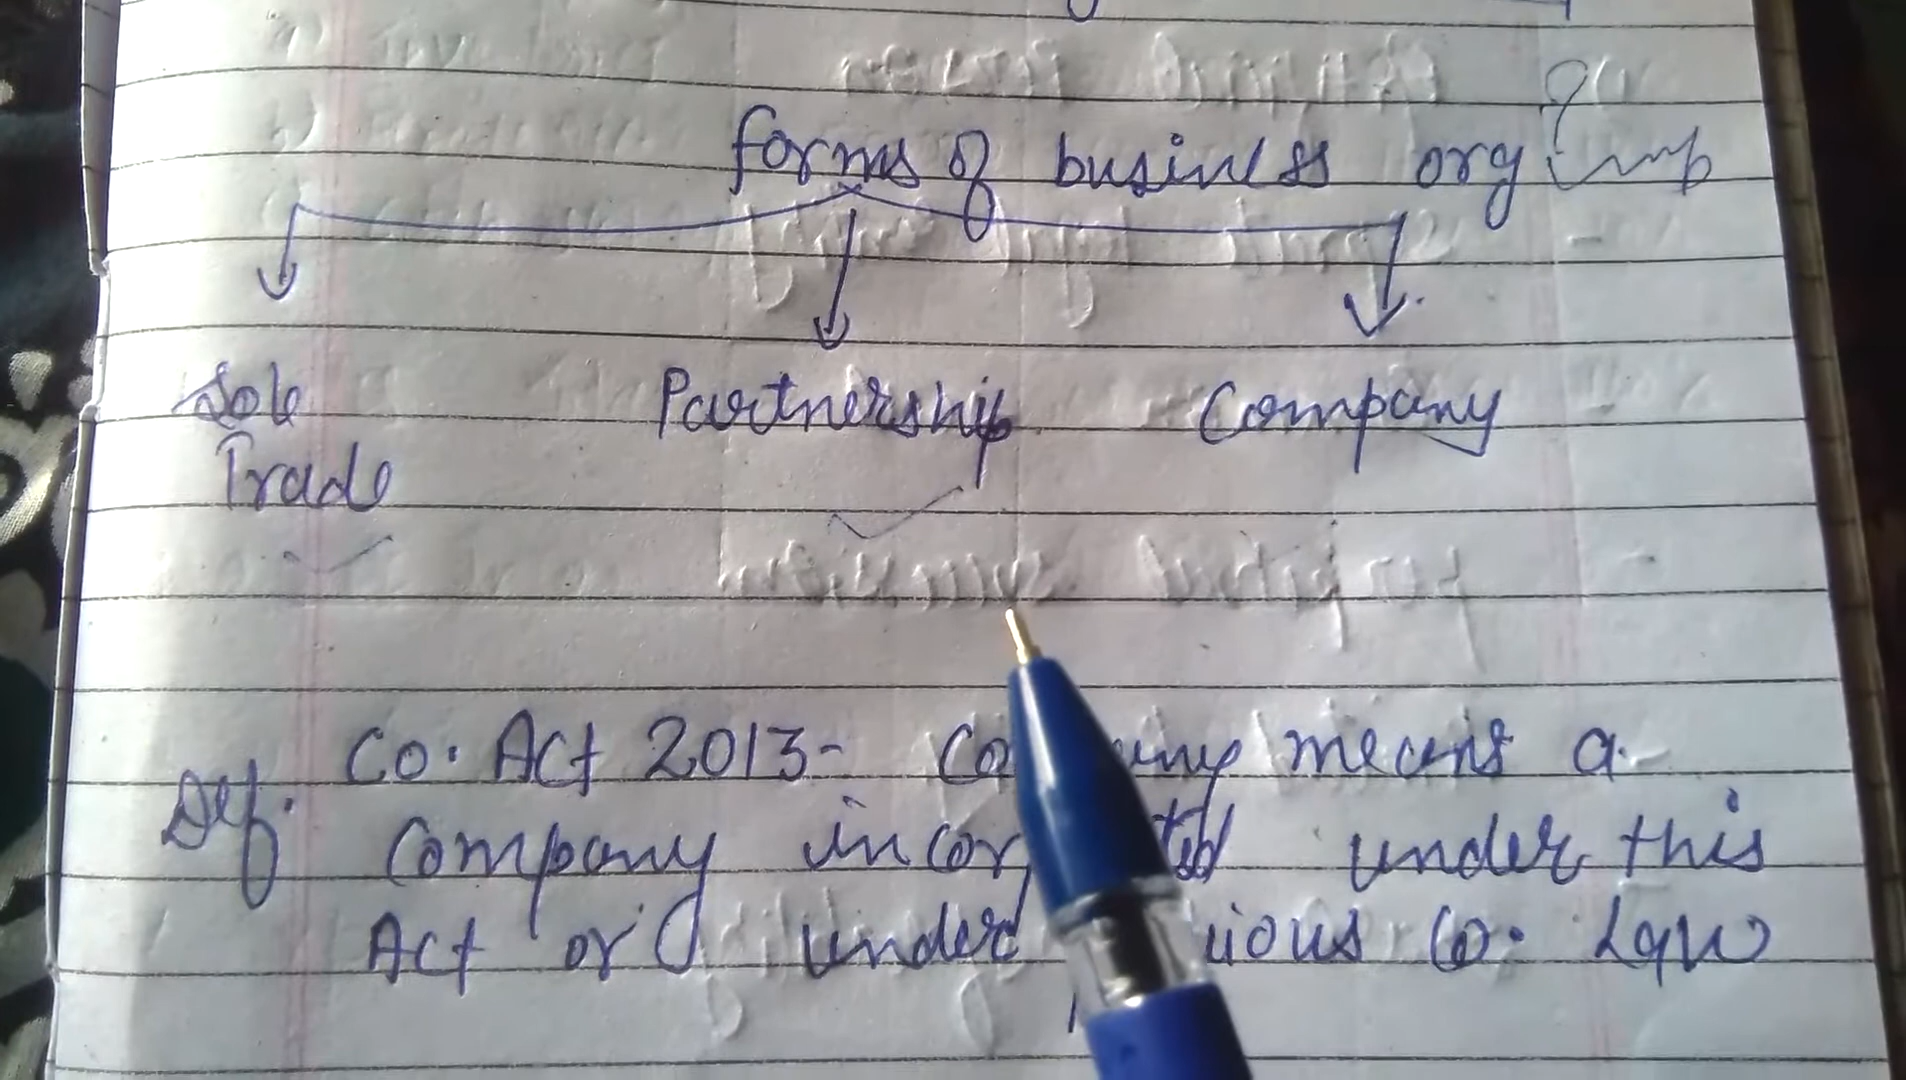 forms of business org imp
Sole Partnership Company
Trade
Co. Act 2013- means a
Def.
Company under this
Act or under Co. Law